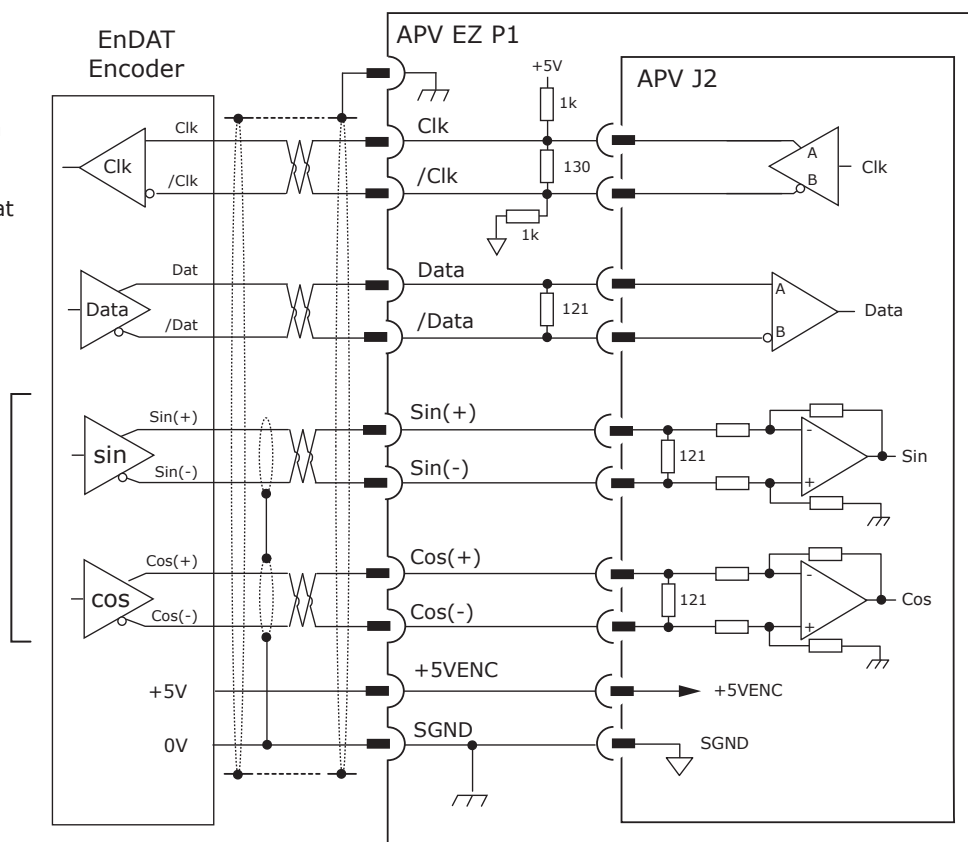 EnDAT
Encoder
APV EZ P1
APV J2
+5V
1k
Clk
/Clk
Clk
Clk
/Clk
130
1k
A
B
Clk
at
Dat
/Dat
Data
Data
/Data
121
A
B
Data
Sin(+)
Sin(-)
sin
Sin(+)
Sin(-)
121
-
+
Sin
Cos(+)
Cos(-)
cos
Cos(+)
Cos(-)
121
-
+
Cos
+5V
+5VENC
+5VENC
0V
SGND
SGND